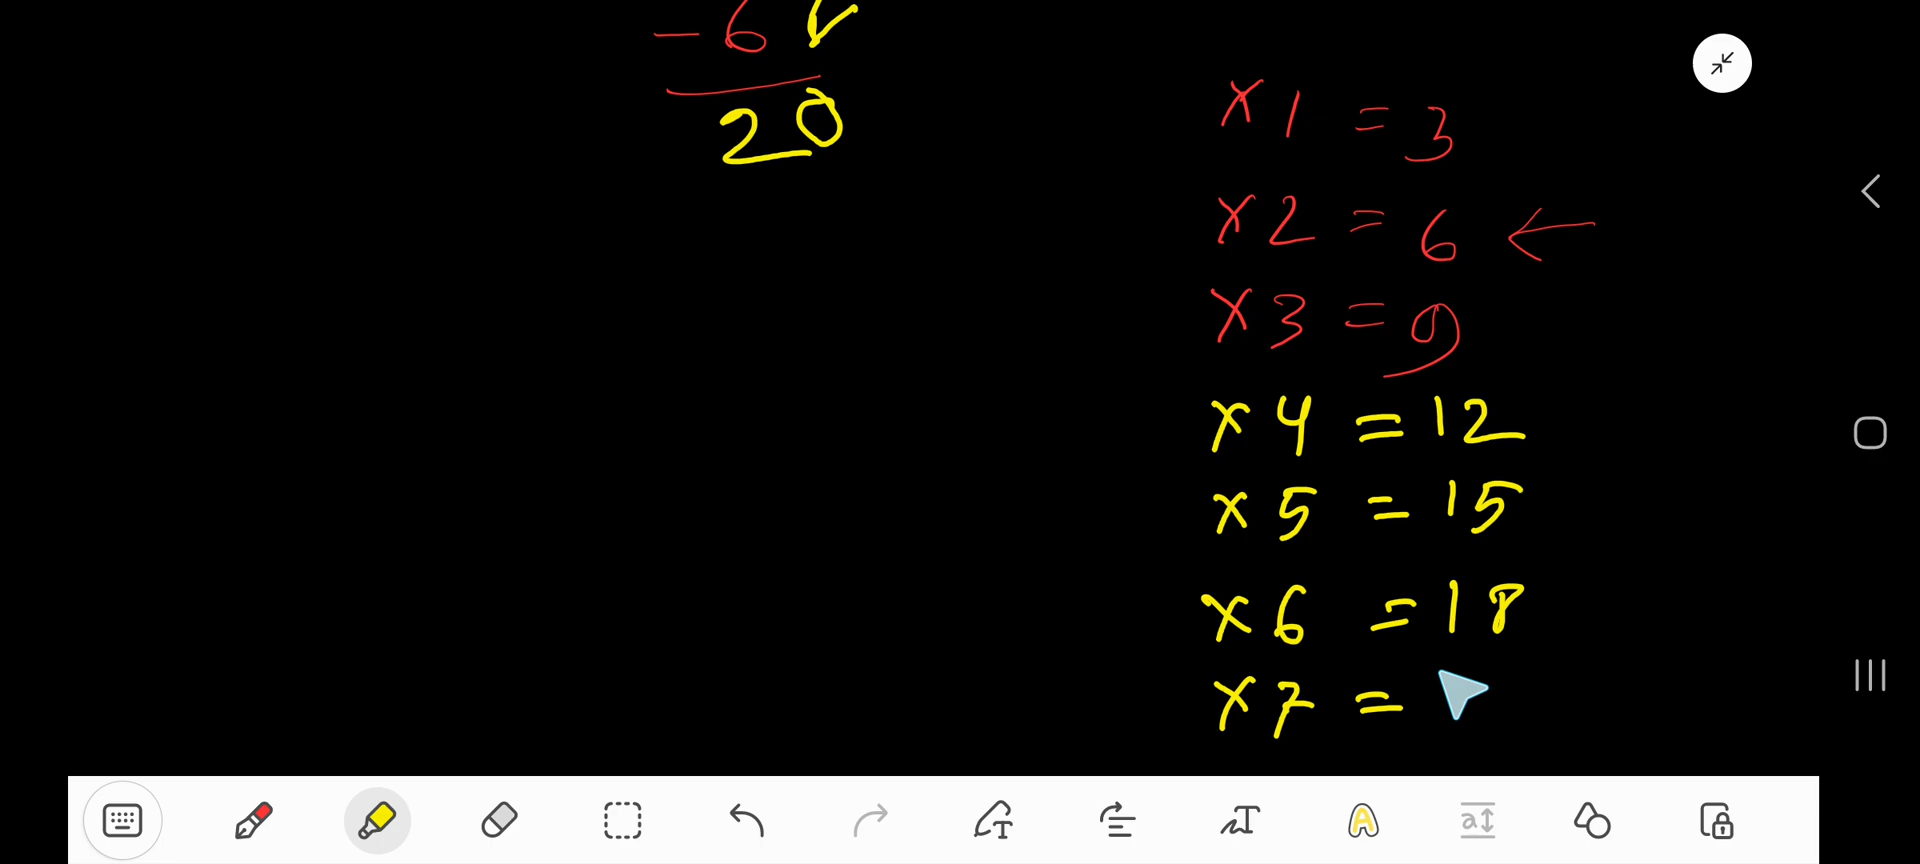 - 6
20
x1 = 3
x2 = 6 ←
x3 = 9
x4 = 12
x5 = 15
x6 = 18
x7 =